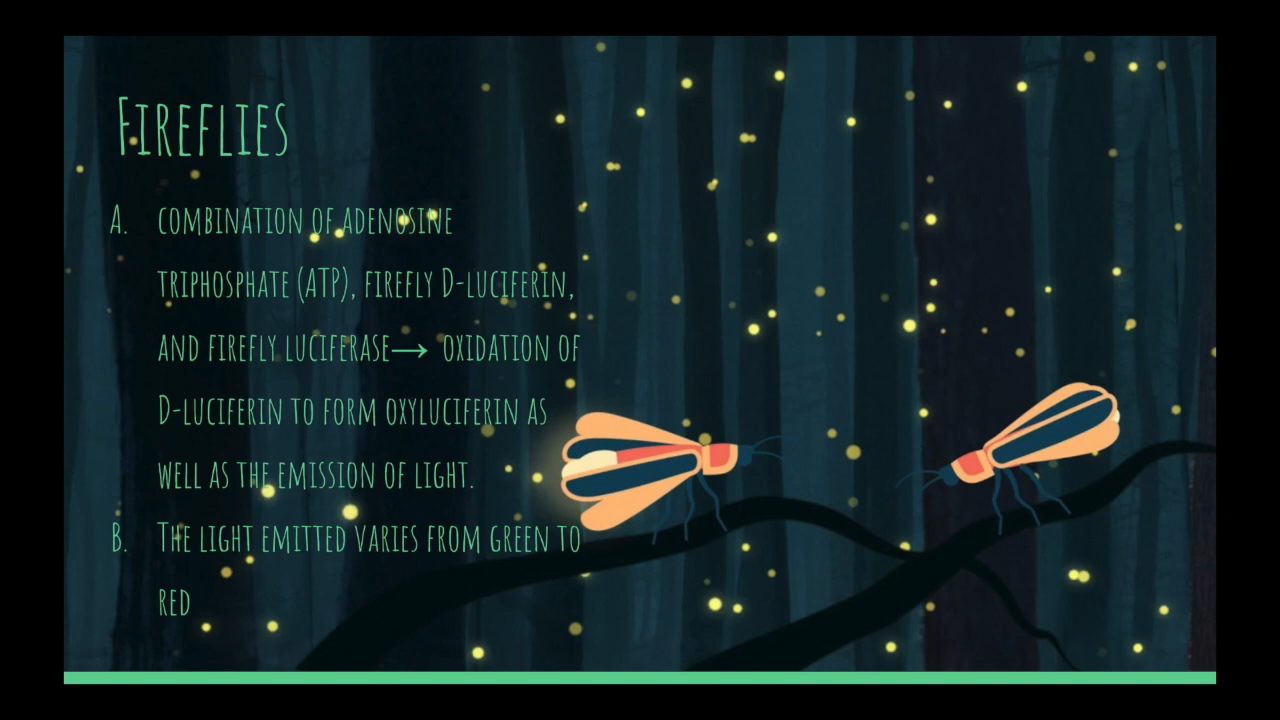 Fireflies
A. combination of adenosine
triphosphate (ATP), firefly D-luciferin,
and firefly luciferase→ oxidation of
D-luciferin to form oxyluciferin as
well as the emission of light.
B. The light emitted varies from green to
red